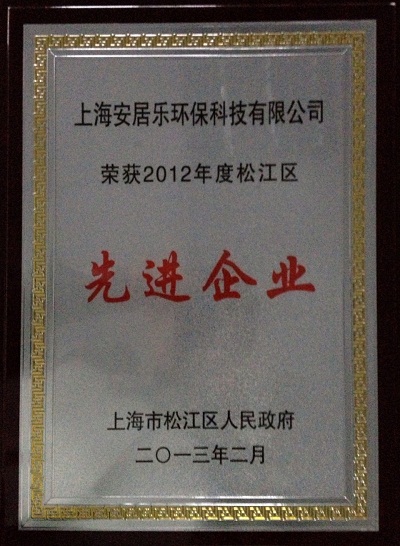 上海安居乐环保科技有限公司
荣获2012年度松江区
先进企业
上海市松江区人民政府
二〇一三年二月